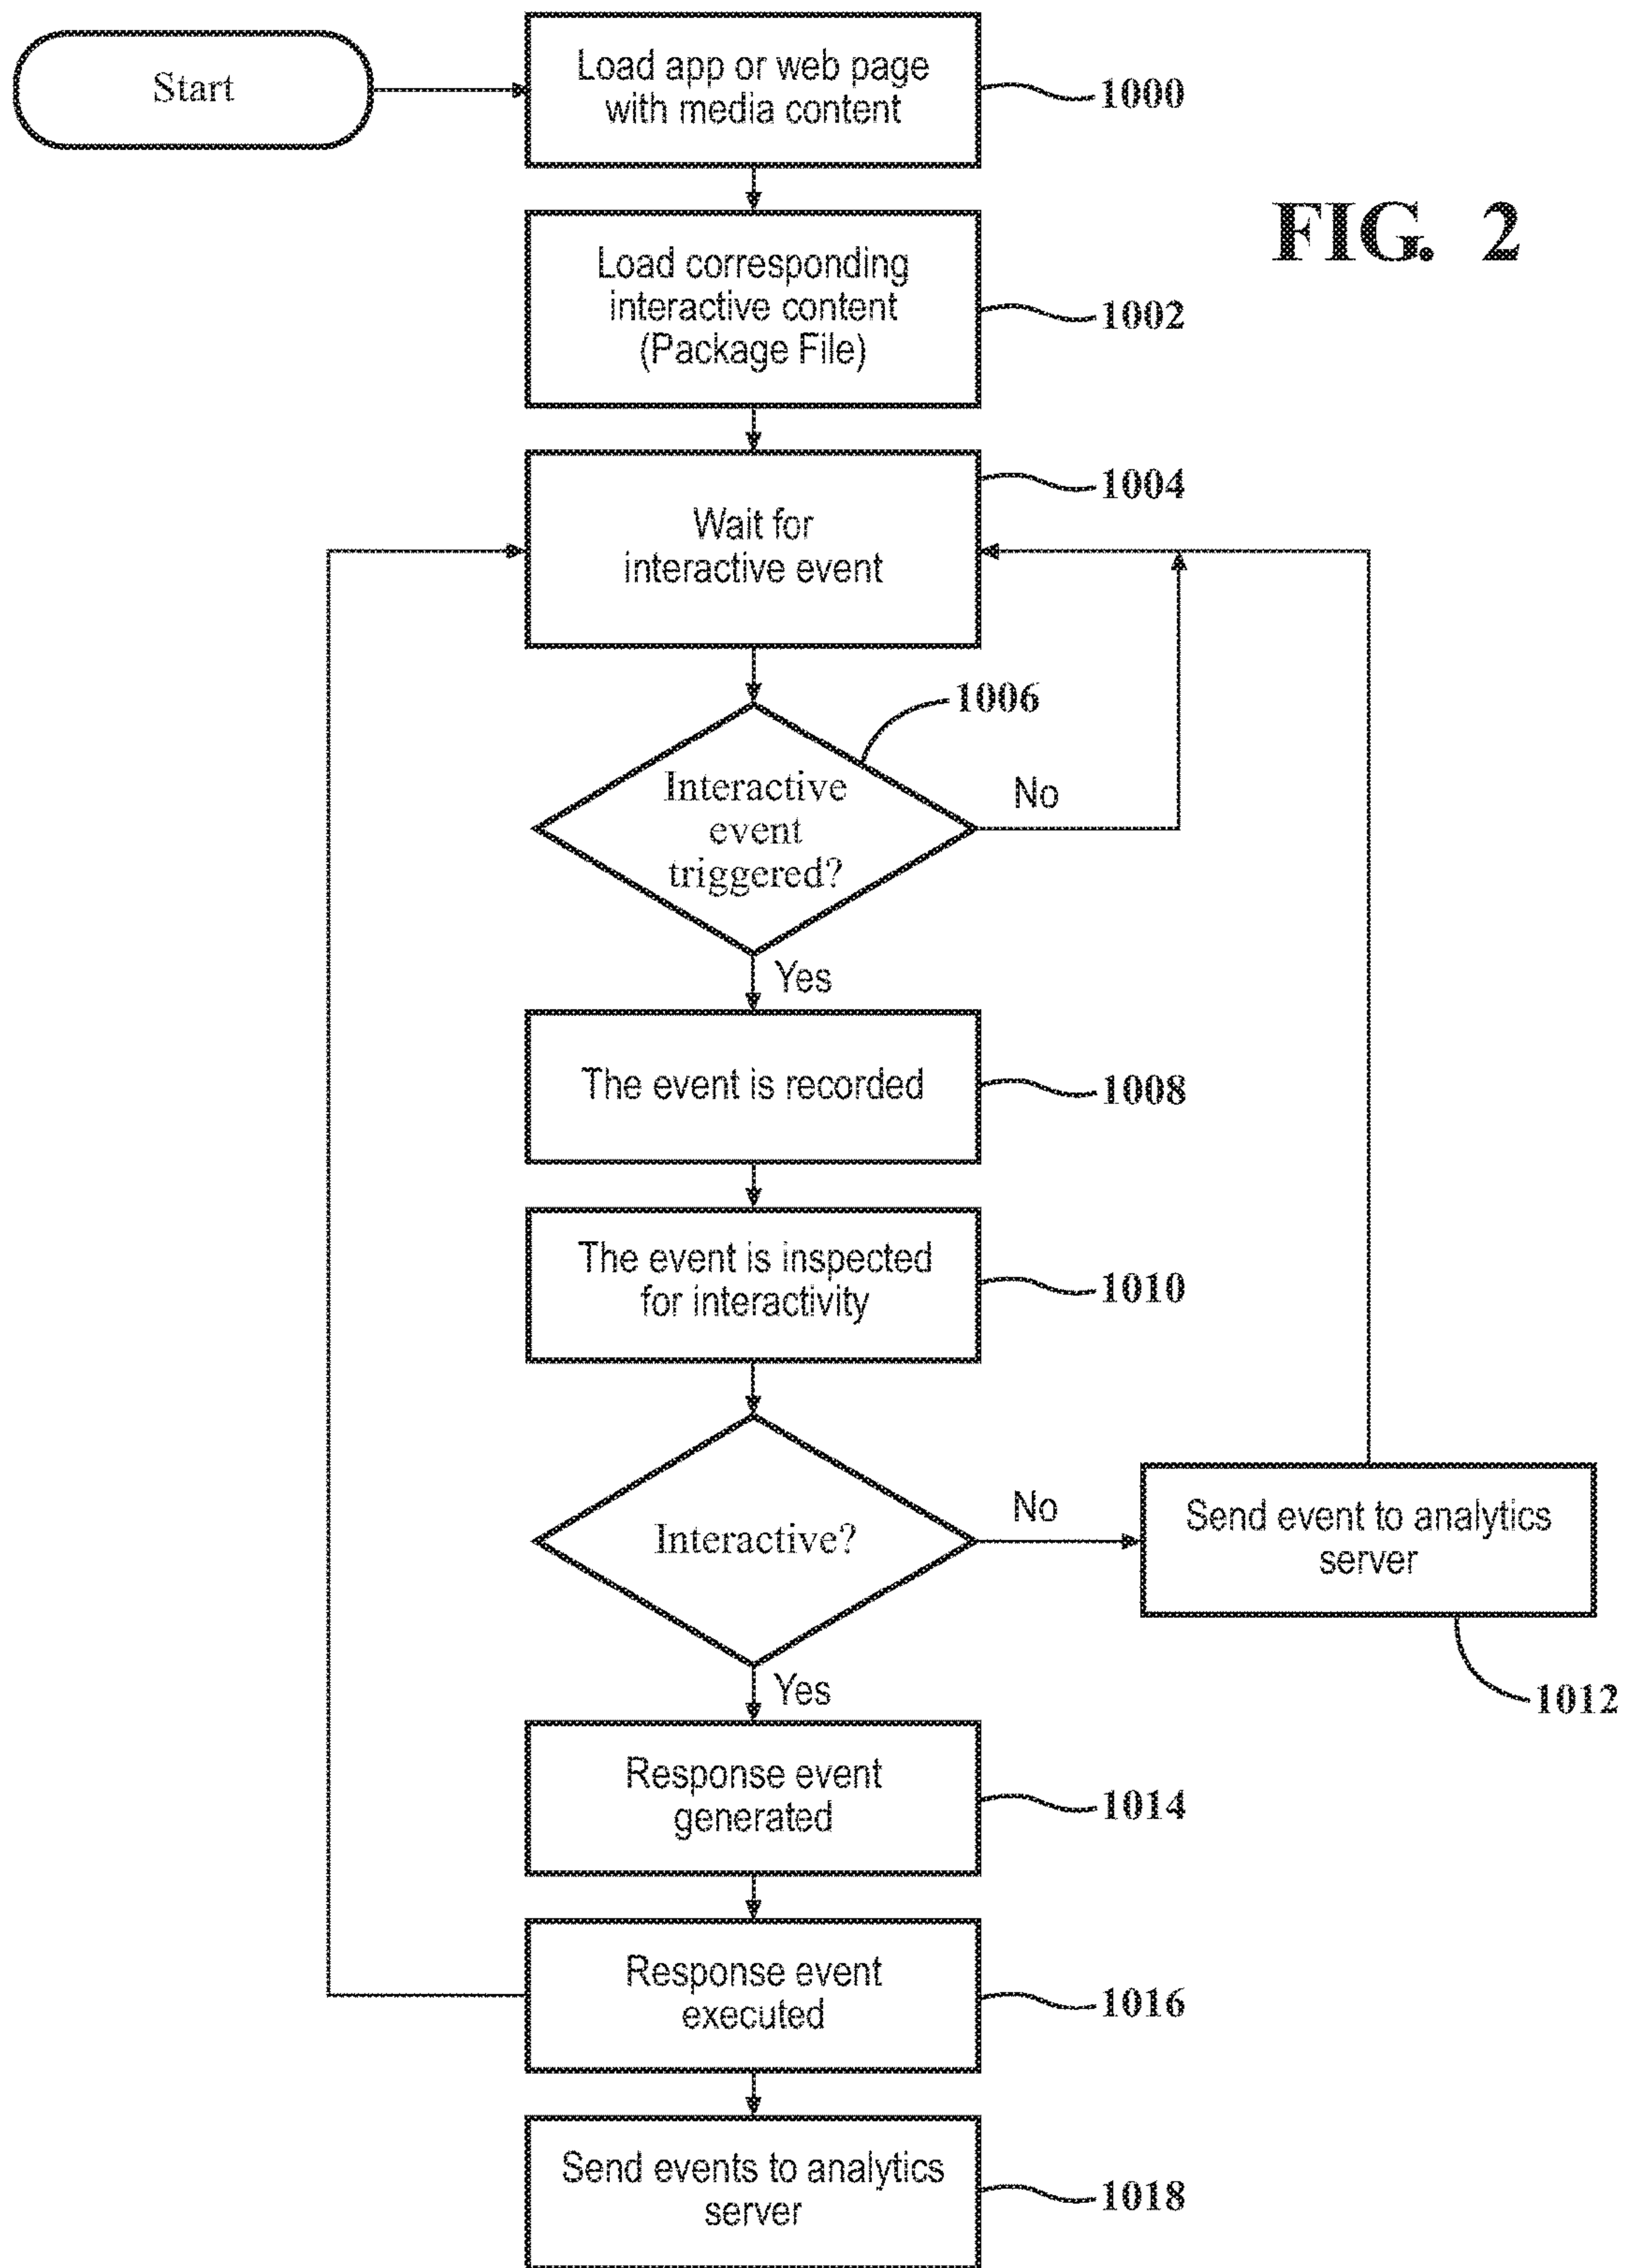 Start
Load app or web page
with media content
1000
FIG. 2
Load corresponding
interactive content
(Package File)
1002
1004
Wait for
interactive event
1006
Interactive
event
triggered?
No
Yes
The event is recorded
1008
The event is inspected
for interactivity
1010
Interactive?
No
Send event to analytics
server
1012
Yes
Response event
generated
1014
Response event
executed
1016
Send events to analytics
server
1018